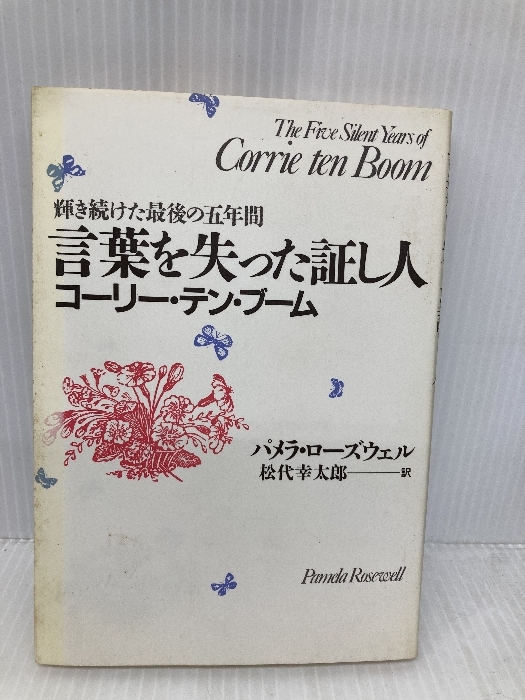 The Five Silent Years of
Corrie ten Boom
輝き続けた最後の五年間
言葉を失った証し人
コーリー・テン・ブーム
パメラ・ローズウェル
松代幸太郎——訳
Pamela Rosewell